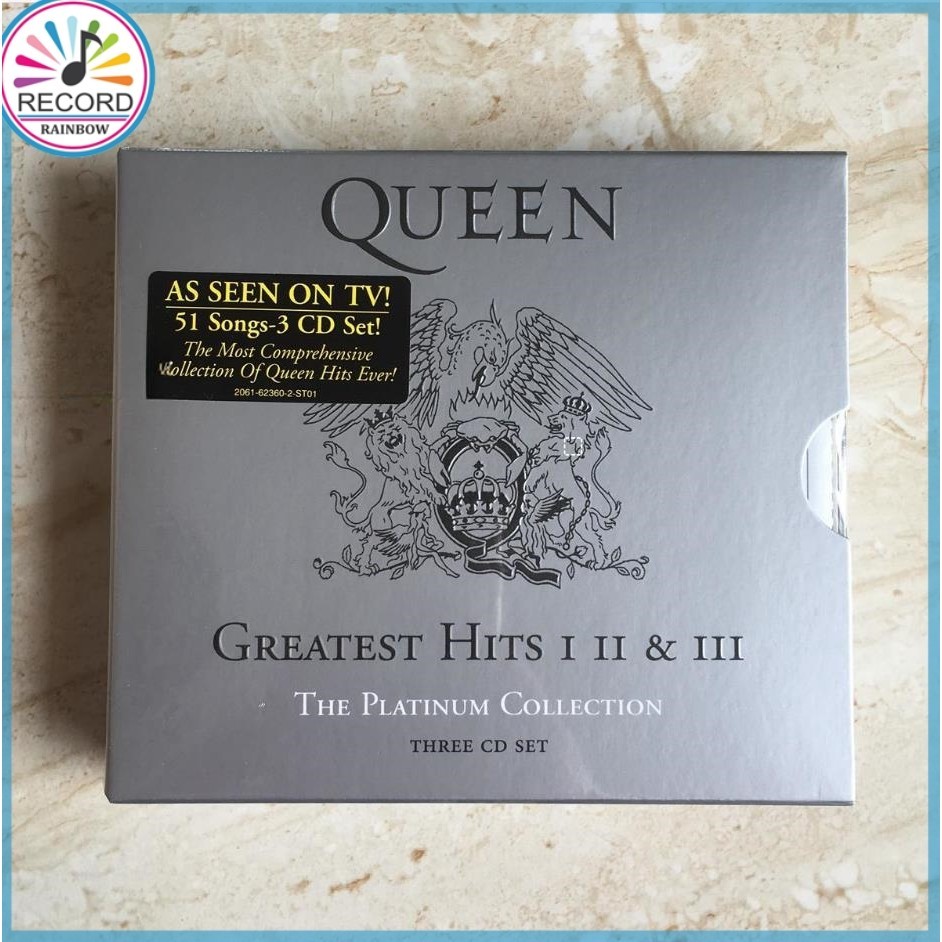 RECORD
RAINBOW
QUEEN
AS SEEN ON TV!
51 Songs-3 CD Set!
The Most Comprehensive
Wollection Of Queen Hits Ever!
2061-62360-2-ST01
GREATEST HITS I II & III
THE PLATINUM COLLECTION
THREE CD SET